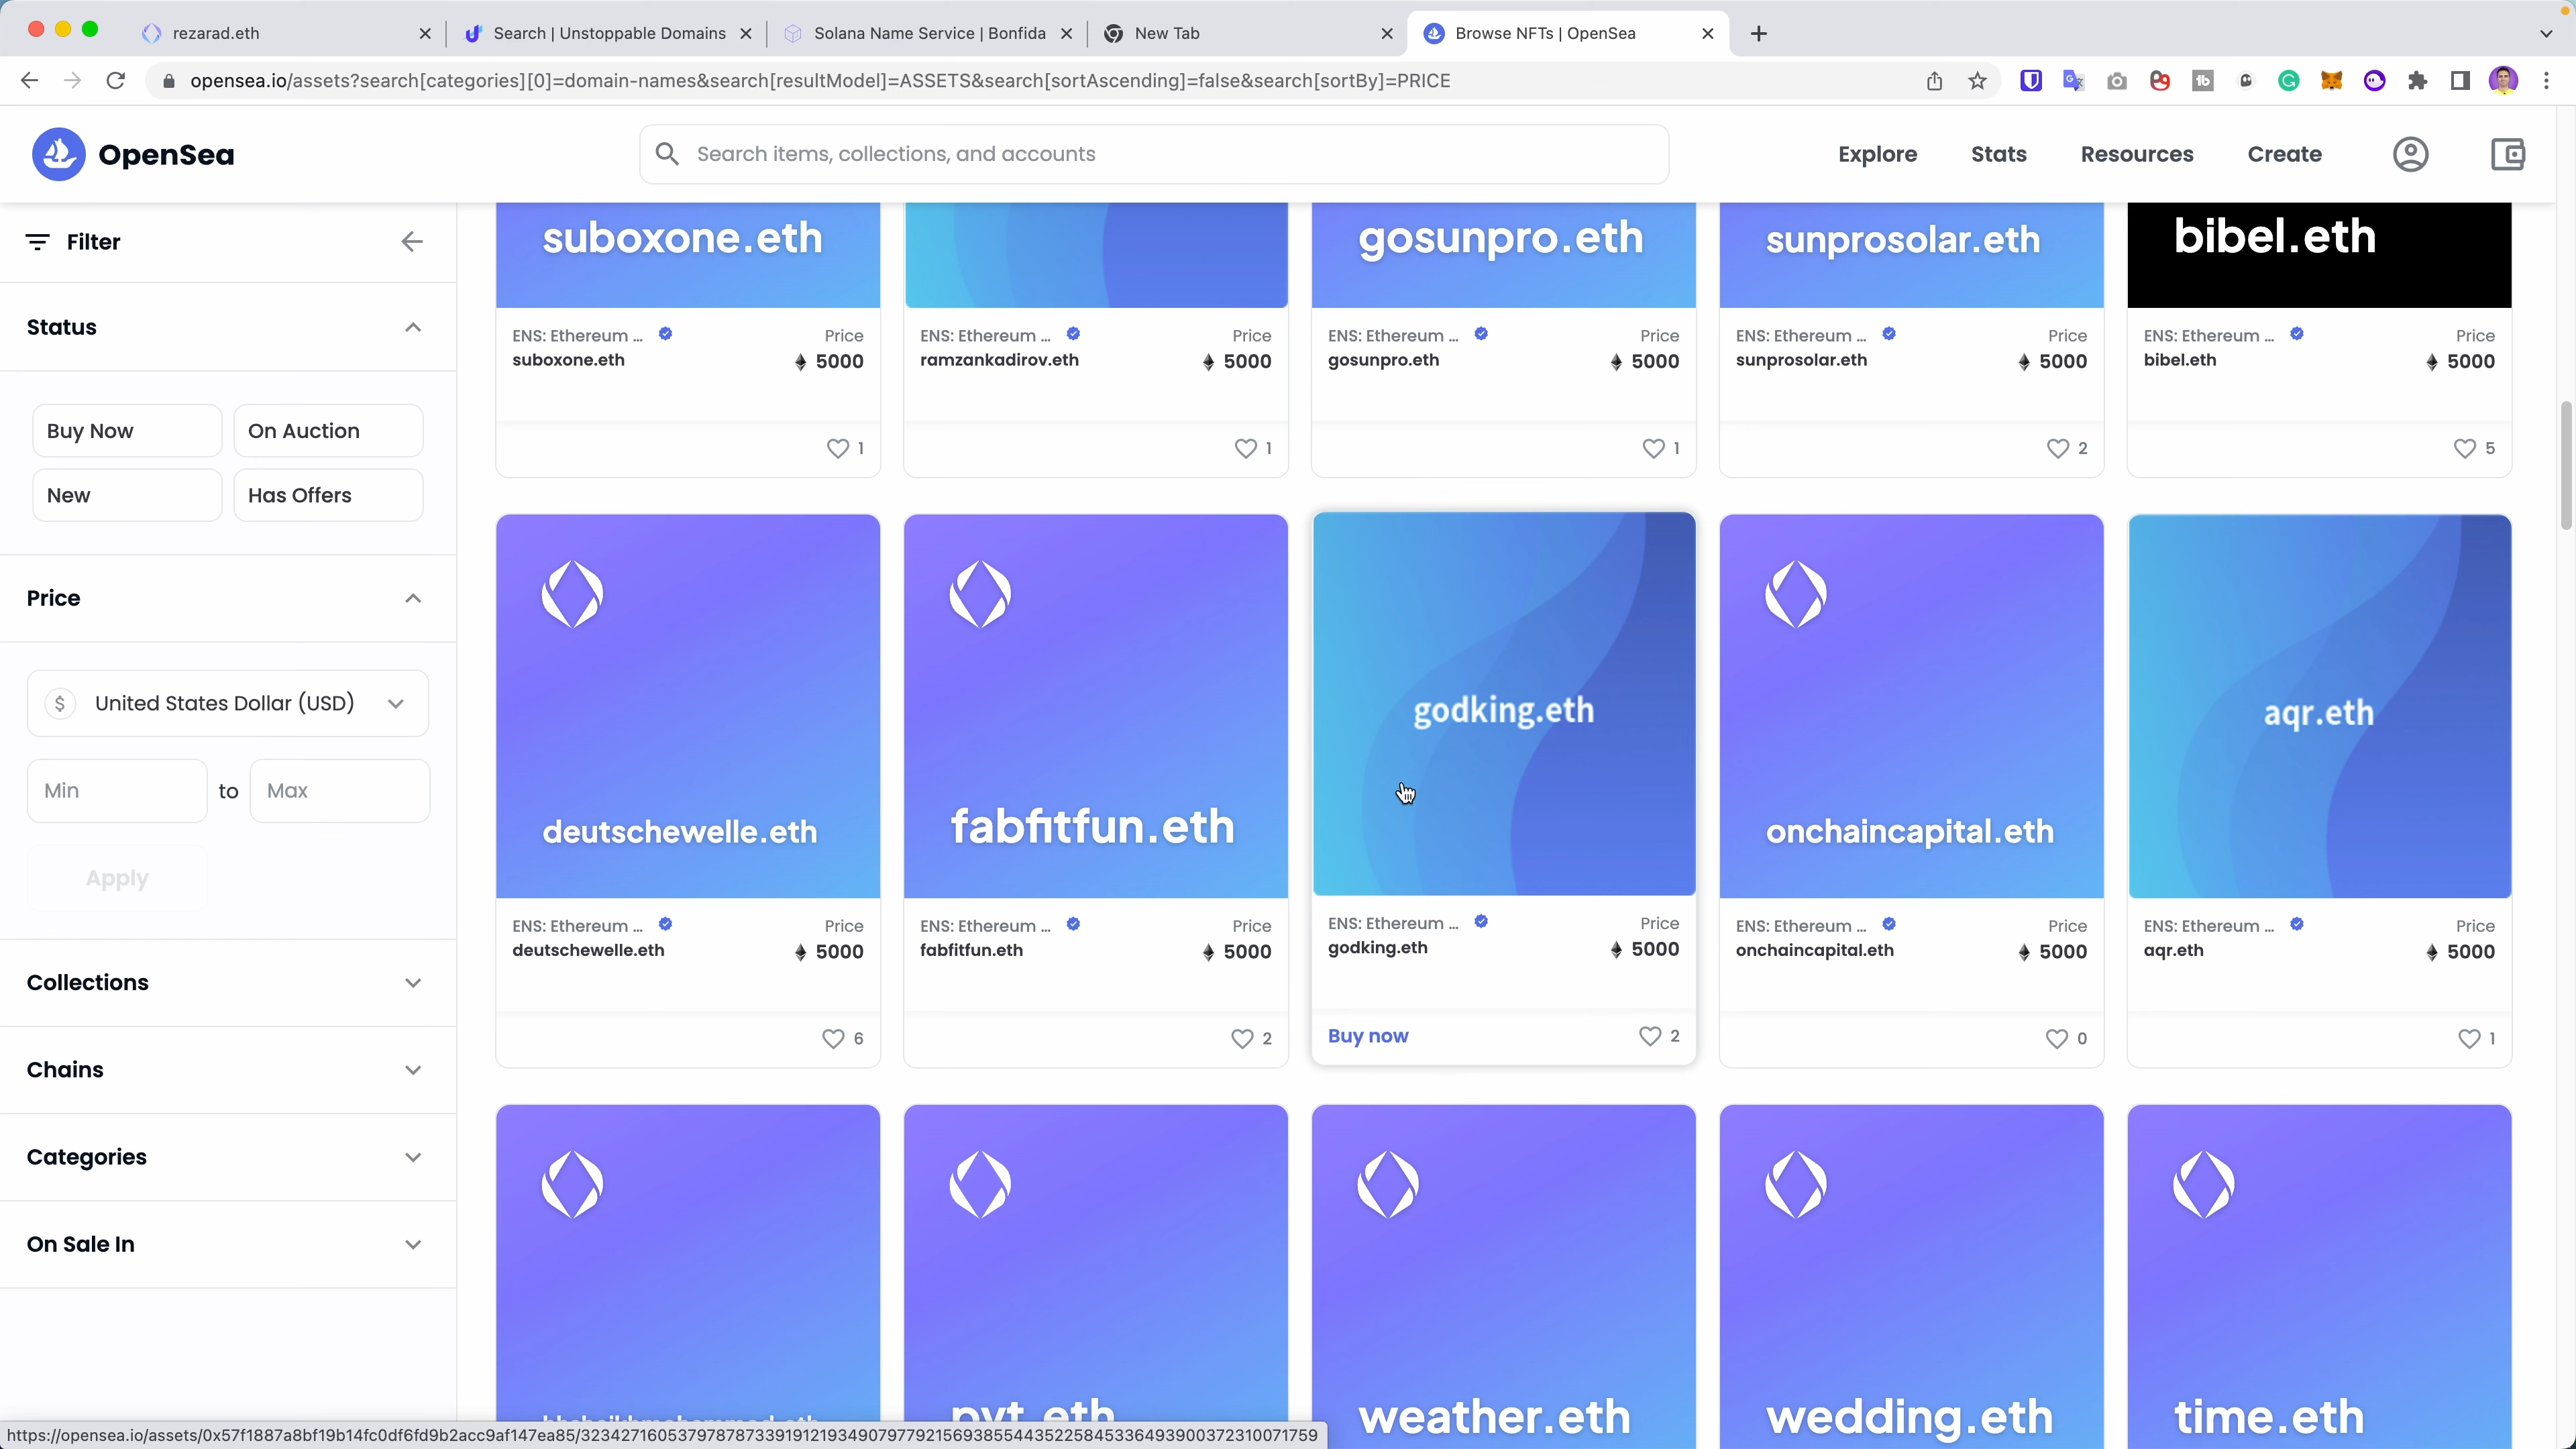 rezarad.eth
Search | Unstoppable Domains
Solana Name Service | Bonfida
New Tab
Browse NFTs | OpenSea
opensea.io/assets?search[categories][0]=domain-names&search[resultModel]=ASSETS&search[sortAscending]=false&search[sortBy]=PRICE
OpenSea
Search items, collections, and accounts
Explore
Stats
Resources
Create
Filter
Status
Buy Now
On Auction
New
Has Offers
Price
United States Dollar (USD)
Min
to
Max
Apply
Collections
Chains
Categories
On Sale In
suboxone.eth
gosunpro.eth
sunprosolar.eth
bibel.eth
ENS: Ethereum ...
Price
suboxone.eth
5000
1
ENS: Ethereum ...
Price
ramzankadirov.eth
5000
1
ENS: Ethereum ...
Price
gosunpro.eth
5000
1
ENS: Ethereum ...
Price
sunprosolar.eth
5000
2
ENS: Ethereum ...
Price
bibel.eth
5000
5
deutschewelle.eth
ENS: Ethereum ...
Price
deutschewelle.eth
5000
6
fabfitfun.eth
ENS: Ethereum ...
Price
fabfitfun.eth
5000
2
godking.eth
ENS: Ethereum ...
Price
godking.eth
5000
Buy now
2
onchaincapital.eth
ENS: Ethereum ...
Price
onchaincapital.eth
5000
0
aqr.eth
ENS: Ethereum ...
Price
aqr.eth
5000
1
pvt.eth
weather.eth
wedding.eth
time.eth